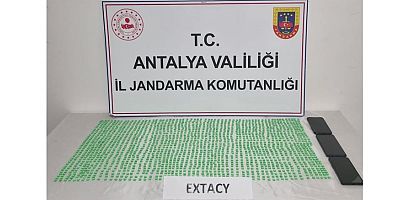 T.C.
ANTALYA VALİLİĞİ
İL JANDARMA KOMUTANLIĞI
EXTACY